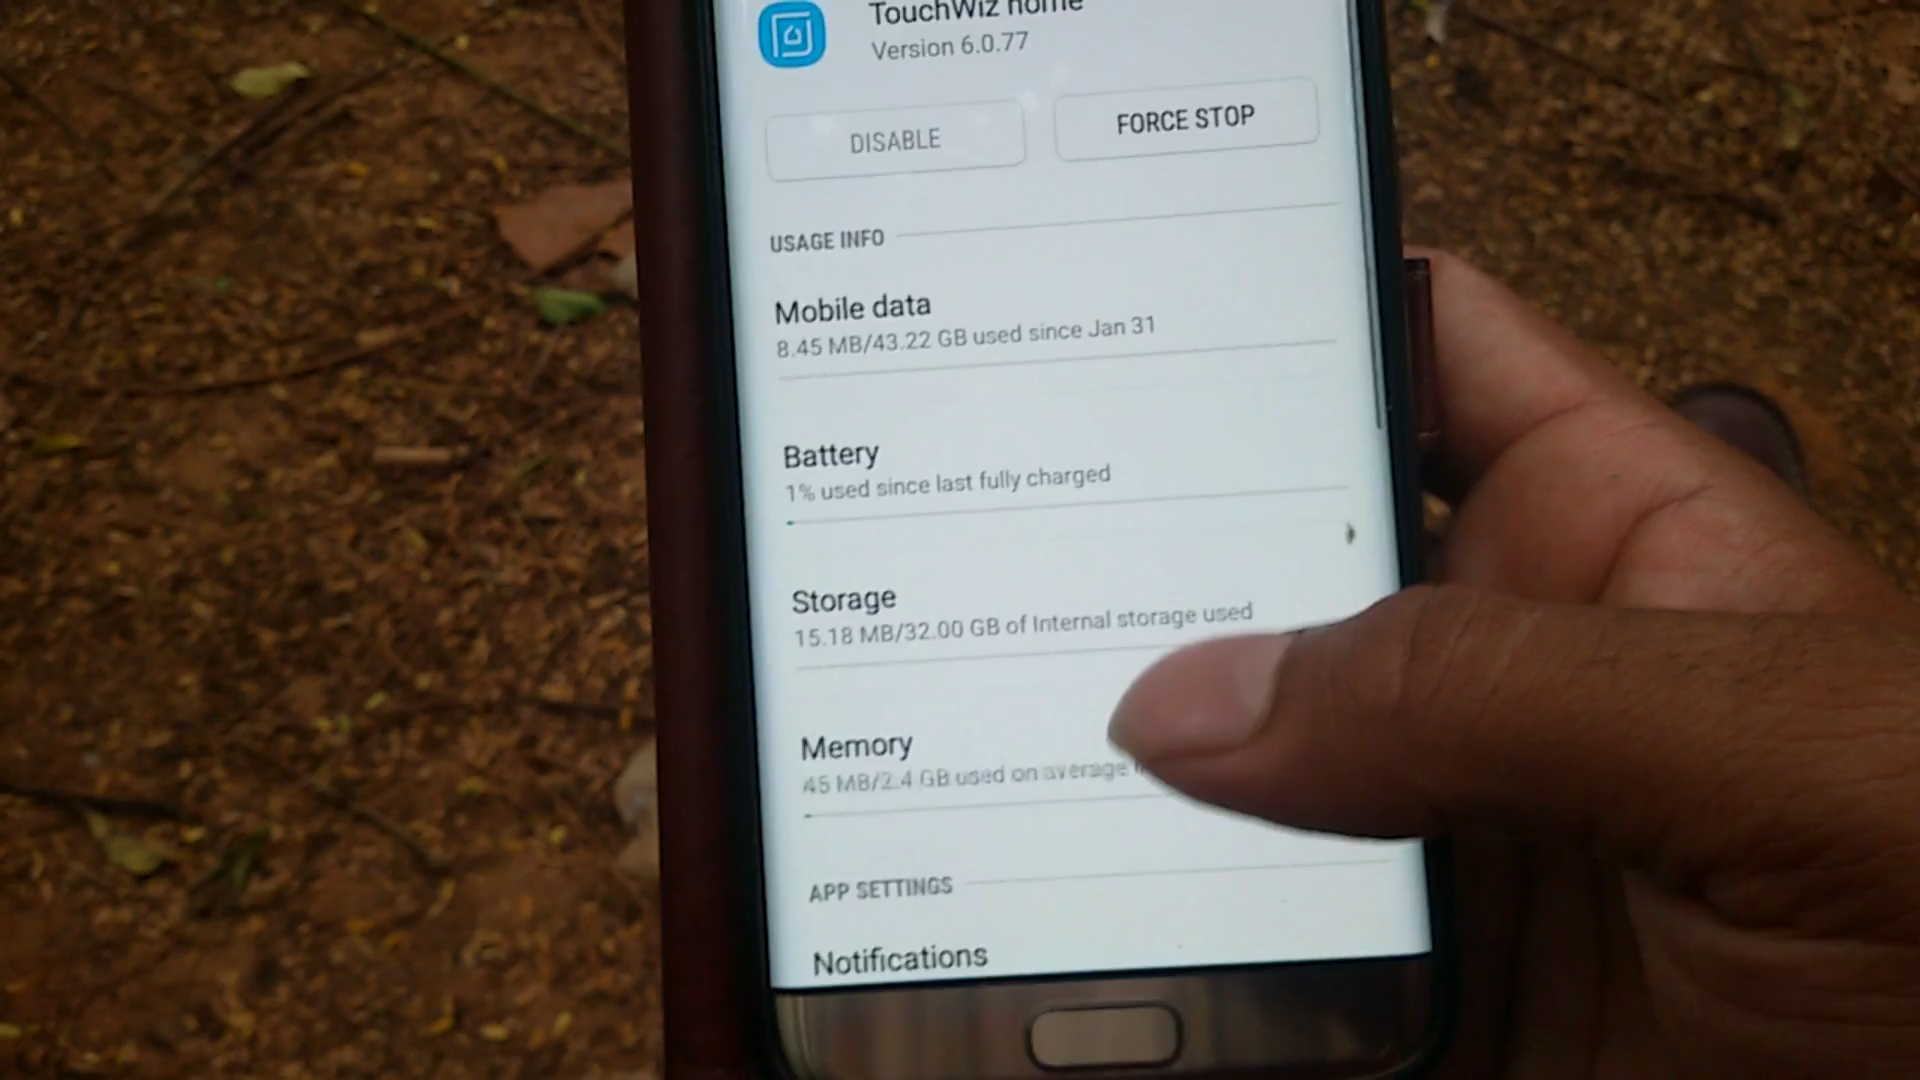 TouchWiz home
Version 6.0.77
DISABLE
FORCE STOP
USAGE INFO
Mobile data
8.45 MB/43.22 GB used since Jan 31
Battery
1% used since last fully charged
Storage
15.18 MB/32.00 GB of Internal storage used
Memory
45 MB/2.4 GB used on average
APP SETTINGS
Notifications